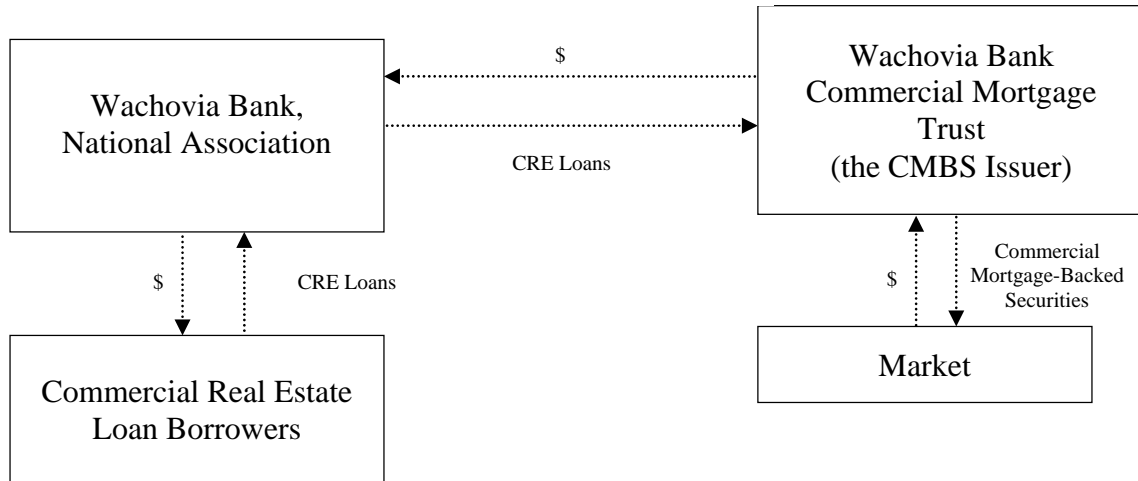 $
Wachovia Bank,
National Association
Wachovia Bank
Commercial Mortgage
Trust
(the CMBS Issuer)
CRE Loans
$
CRE Loans
$
Commercial
Mortgage-Backed
Securities
Commercial Real Estate
Loan Borrowers
Market